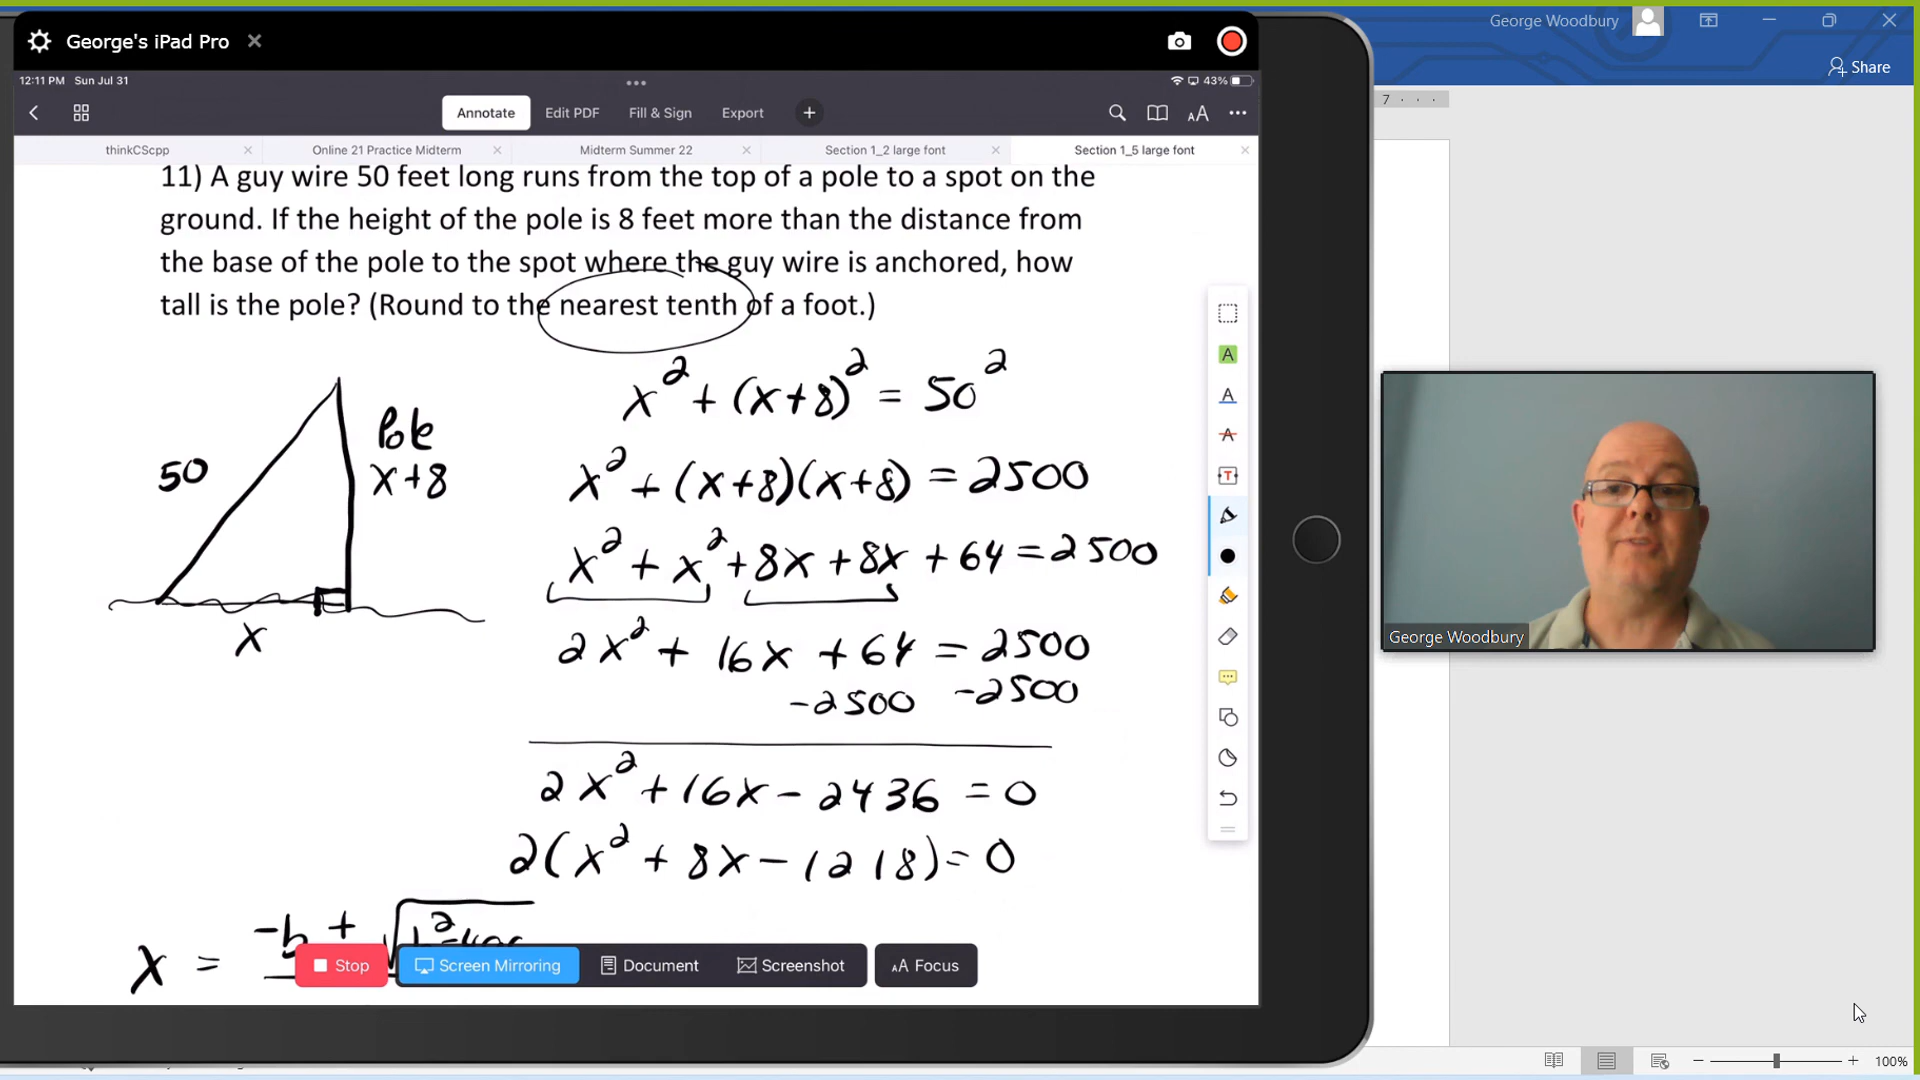 George Woodbury
George's iPad Pro
12:11 PM Sun Jul 31
43%
Share
Annotate Edit PDF Fill & Sign Export +
AA
7
thinkCScpp Online 21 Practice Midterm Midterm Summer 22 Section 1_2 large font Section 1_5 large font
11) A guy wire 50 feet long runs from the top of a pole to a spot on the
ground. If the height of the pole is 8 feet more than the distance from
the base of the pole to the spot where the guy wire is anchored, how
tall is the pole? (Round to the nearest tenth of a foot.)
50
Pole
x+8
x
x² + (x+8)² = 50²
x² + (x+8)(x+8) = 2500
x² + x² + 8x + 8x + 64 = 2500
2x² + 16x + 64 = 2500
-2500 -2500
2x² + 16x - 2436 = 0
2(x² + 8x - 1218) = 0
x = -b +
A
A
A
T
George Woodbury
Stop Screen Mirroring Document Screenshot AA Focus
100%